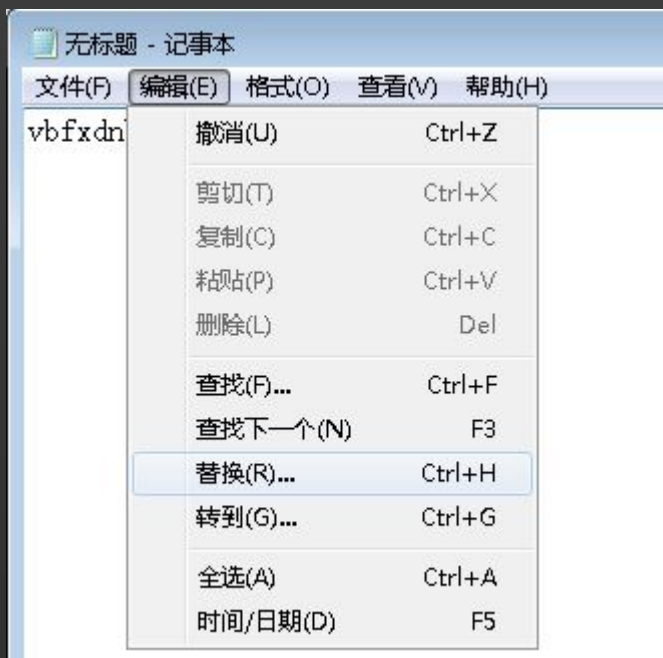 无标题 - 记事本
文件(F) 编辑(E) 格式(O) 查看(V) 帮助(H)
vbfxdn
撤消(U) Ctrl+Z
剪切(T) Ctrl+X
复制(C) Ctrl+C
粘贴(P) Ctrl+V
删除(L) Del
查找(F)... Ctrl+F
查找下一个(N) F3
替换(R)... Ctrl+H
转到(G)... Ctrl+G
全选(A) Ctrl+A
时间/日期(D) F5